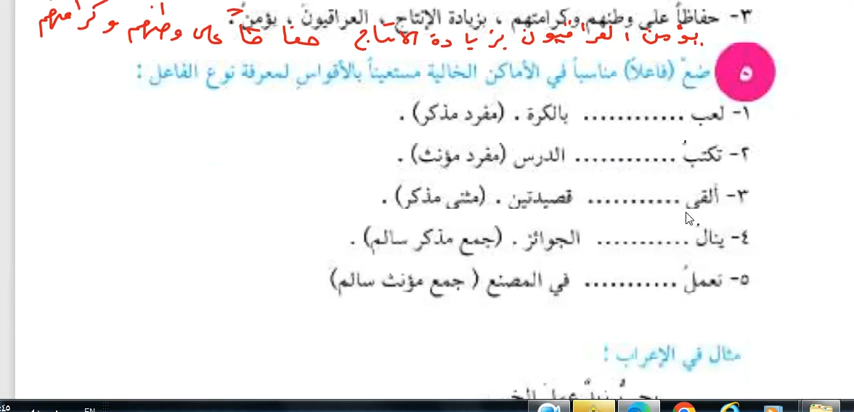 ٣- حفاظاً على وطنهم وكرامتهم ، بزيادة الإنتاج ، العراقيونَ ، يؤمنُ .
يؤمن العراقيون بزيادة الانتاج حفاظاً على وطنهم وكرامتهم
٥ ضعْ (فاعلاً) مناسباً في الأماكن الخالية مستعيناً بالأقواس لمعرفة نوع الفاعل :
١- لعب ............ بالكرة . (مفرد مذكر) .
٢- تكتبُ ............ الدرس (مفرد مؤنث) .
٣- ألقى ............ قصيدتين . (مثنى مذكر) .
٤- ينال ............ الجوائز . (جمع مذكر سالم) .
٥- تعملُ ............ في المصنع ( جمع مؤنث سالم)
مثال في الإعراب :
EN